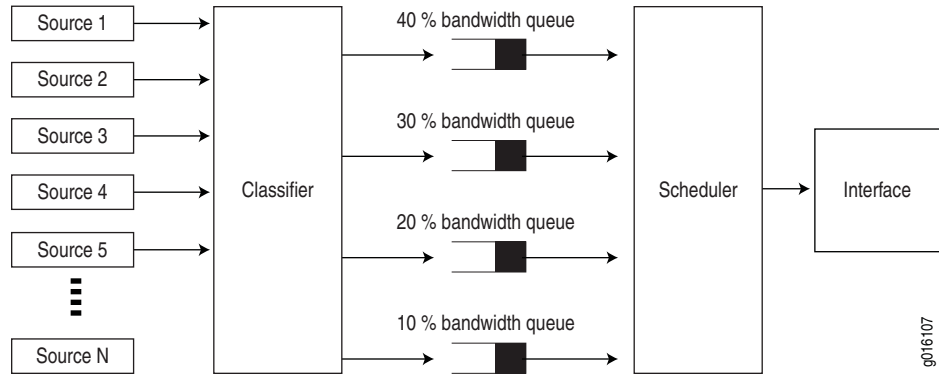 Source 1
Source 2
Source 3
Source 4
Source 5
Source N
Classifier
40 % bandwidth queue
30 % bandwidth queue
20 % bandwidth queue
10 % bandwidth queue
Scheduler
Interface
g016107